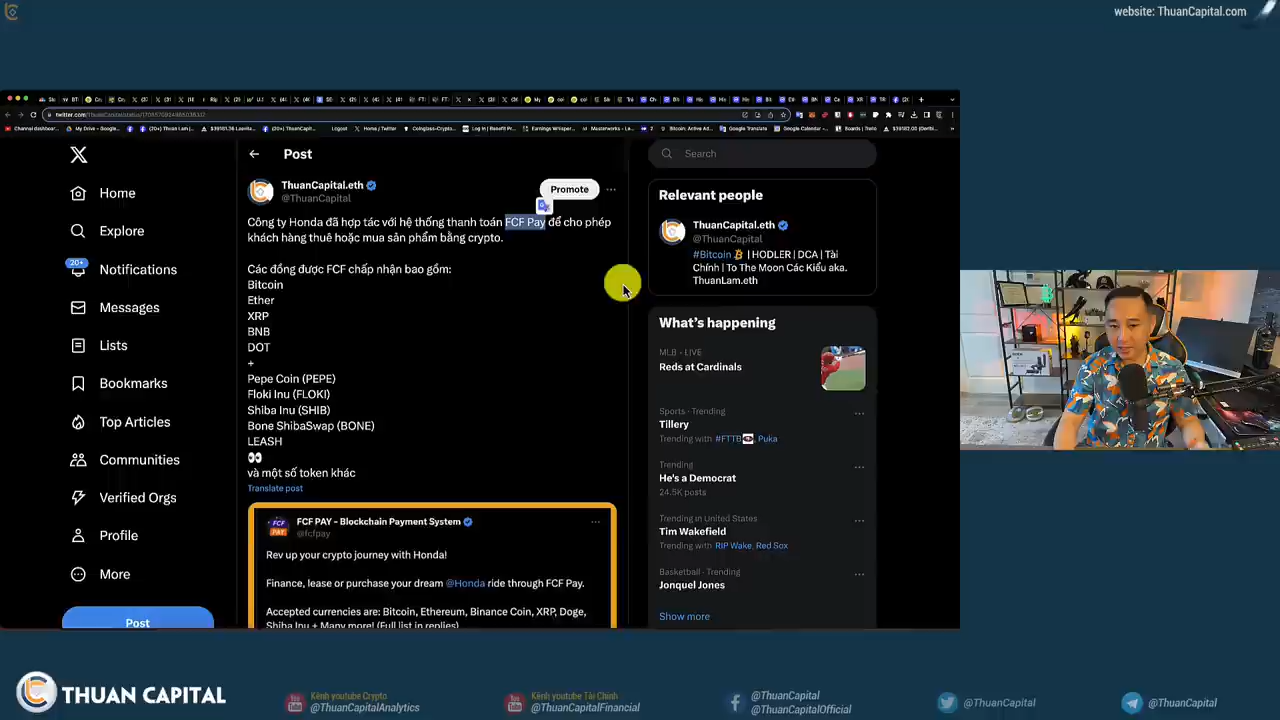 website: ThuanCapital.com
Post
Search
Home
Explore
20+
Notifications
Messages
Lists
Bookmarks
Top Articles
Communities
Verified Orgs
Profile
More
Post
ThuanCapital.eth
@ThuanCapital
Promote
Công ty Honda đã hợp tác với hệ thống thanh toán FCF Pay để cho phép
khách hàng thuê hoặc mua sản phẩm bằng crypto.
Các đồng được FCF chấp nhận bao gồm:
Bitcoin
Ether
XRP
BNB
DOT
+
Pepe Coin (PEPE)
Floki Inu (FLOKI)
Shiba Inu (SHIB)
Bone ShibaSwap (BONE)
LEASH
👀
và một số token khác
Translate post
FCF PAY
FCF PAY - Blockchain Payment System
@fcfpay
Rev up your crypto journey with Honda!
Finance, lease or purchase your dream @Honda ride through FCF Pay.
Accepted currencies are: Bitcoin, Ethereum, Binance Coin, XRP, Doge,
Shiba Inu + Many more! (Full list in replies)
Relevant people
ThuanCapital.eth
@ThuanCapital
#Bitcoin | HODLER | DCA | Tài
Chính | To The Moon Các Kiểu aka.
ThuanLam.eth
What's happening
MLB · LIVE
Reds at Cardinals
Sports · Trending
Tillery
Trending with #FTTB Puka
Trending
He's a Democrat
24.5K posts
Trending in United States
Tim Wakefield
Trending with RIP Wake, Red Sox
Basketball · Trending
Jonquel Jones
Show more
THUAN CAPITAL
Kênh youtube Crypto
@ThuanCapitalAnalytics
Kênh youtube Tài Chính
@ThuanCapitalFinancial
@ThuanCapital
@ThuanCapitalOfficial
@ThuanCapital
@ThuanCapital